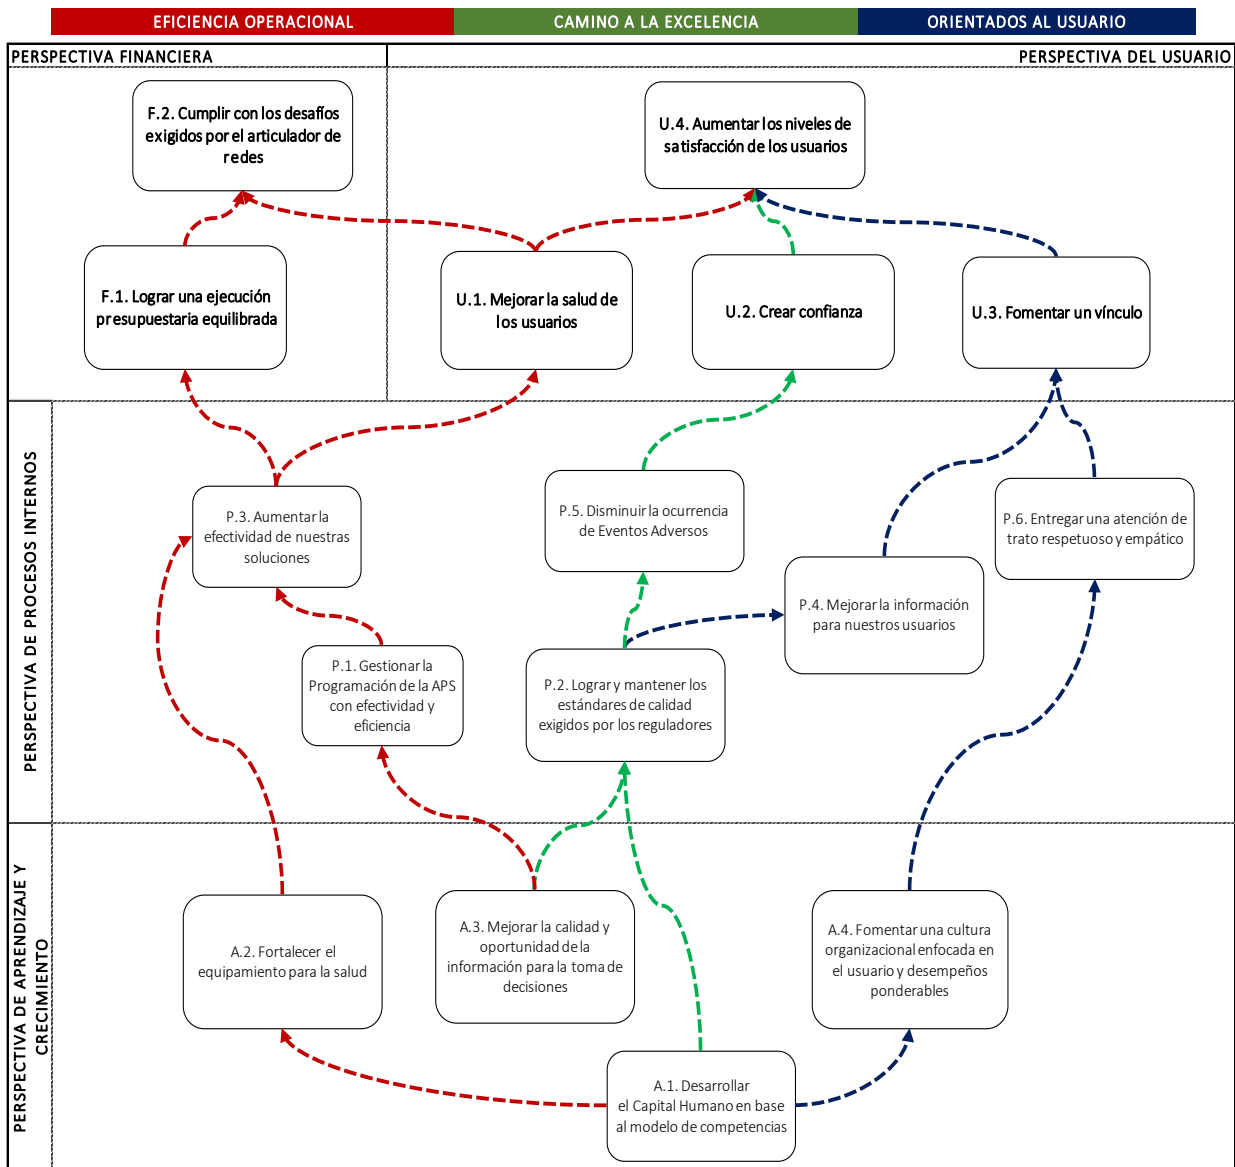 EFICIENCIA OPERACIONAL
CAMINO A LA EXCELENCIA
ORIENTADOS AL USUARIO
PERSPECTIVA FINANCIERA
PERSPECTIVA DEL USUARIO
F.2. Cumplir con los desafíos
exigidos por el articulador de
redes
U.4. Aumentar los niveles de
satisfacción de los usuarios
F.1. Lograr una ejecución
presupuestaria equilibrada
U.1. Mejorar la salud de
los usuarios
U.2. Crear confianza
U.3. Fomentar un vínculo
PERSPECTIVA DE PROCESOS INTERNOS
P.3. Aumentar la
efectividad de nuestras
soluciones
P.5. Disminuir la ocurrencia
de Eventos Adversos
P.6. Entregar una atención de
trato respetuoso y empático
P.4. Mejorar la información
para nuestros usuarios
P.1. Gestionar la
Programación de la APS
con efectividad y
eficiencia
P.2. Lograr y mantener los
estándares de calidad
exigidos por los reguladores
PERSPECTIVA DE APRENDIZAJE Y
CRECIMIENTO
A.2. Fortalecer el
equipamiento para la salud
A.3. Mejorar la calidad y
oportunidad de la
información para la toma de
decisiones
A.4. Fomentar una cultura
organizacional enfocada en
el usuario y desempeños
ponderables
A.1. Desarrollar
el Capital Humano en base
al modelo de competencias